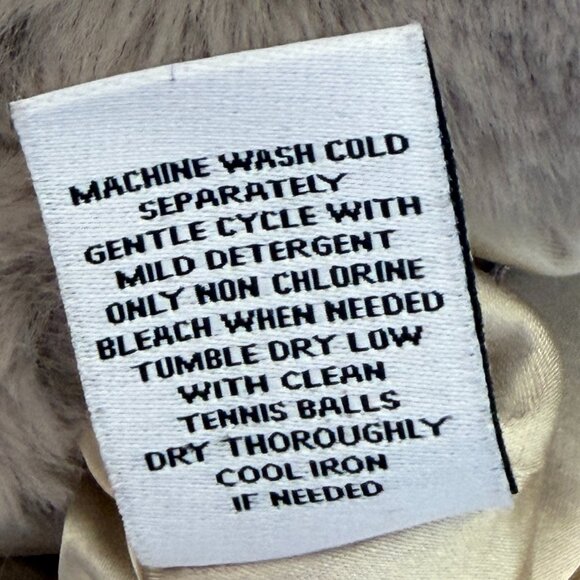 MACHINE WASH COLD
SEPARATELY
GENTLE CYCLE WITH
MILD DETERGENT
ONLY NON CHLORINE
BLEACH WHEN NEEDED
TUMBLE DRY LOW
WITH CLEAN
TENNIS BALLS
DRY THOROUGHLY
COOL IRON
IF NEEDED